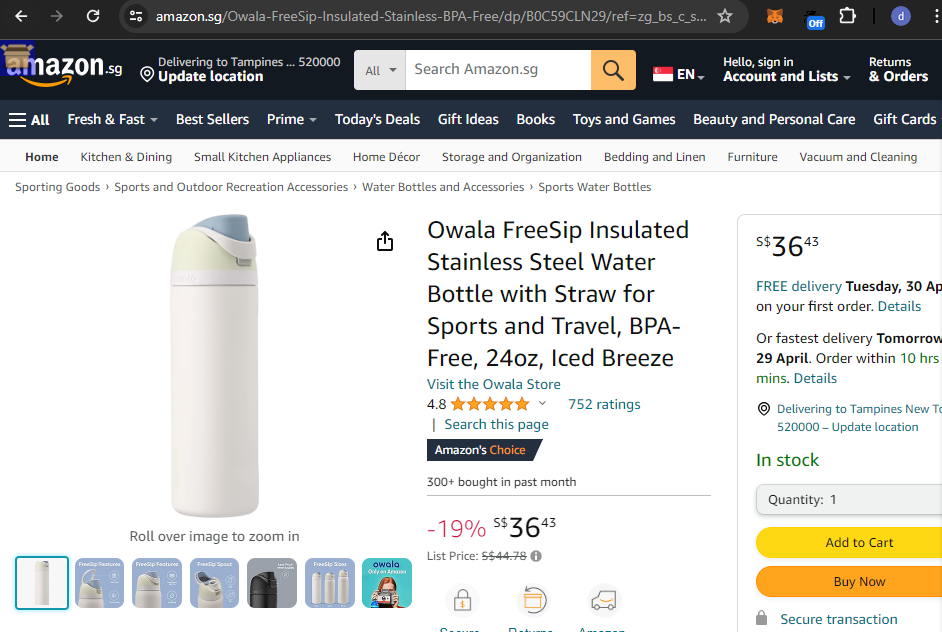 amazon.sg/Owala-FreeSip-Insulated-Stainless-BPA-Free/dp/B0C59CLN29/ref=zg_bs_c_s...
Off
d
amazon.sg
Delivering to Tampines ... 520000
Update location
All
Search Amazon.sg
EN
Hello, sign in
Account and Lists
Returns
& Orders
All
Fresh & Fast
Best Sellers
Prime
Today's Deals
Gift Ideas
Books
Toys and Games
Beauty and Personal Care
Gift Cards
Home
Kitchen & Dining
Small Kitchen Appliances
Home Décor
Storage and Organization
Bedding and Linen
Furniture
Vacuum and Cleaning
Sporting Goods › Sports and Outdoor Recreation Accessories › Water Bottles and Accessories › Sports Water Bottles
Roll over image to zoom in
FreeSip Features
FreeSip Features
FreeSip Spout
FreeSip Sizes
owala
Only on Amazon
Owala FreeSip Insulated
Stainless Steel Water
Bottle with Straw for
Sports and Travel, BPA-
Free, 24oz, Iced Breeze
Visit the Owala Store
4.8
752 ratings
| Search this page
Amazon's Choice
300+ bought in past month
-19% S$36 43
List Price: S$44.78
Secure
Returns
Amazon
S$36 43
FREE delivery Tuesday, 30 Ap
on your first order. Details
Or fastest delivery Tomorrow
29 April. Order within 10 hrs
mins. Details
Delivering to Tampines New To
520000 – Update location
In stock
Quantity: 1
Add to Cart
Buy Now
Secure transaction